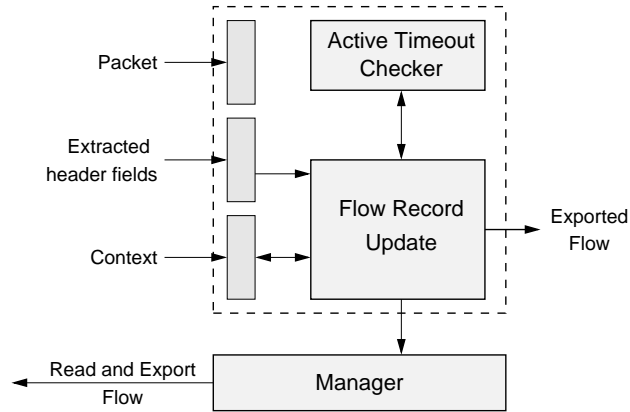 Packet
Active Timeout
Checker
Extracted
header fields
Flow Record
Update
Exported
Flow
Context
Read and Export
Flow
Manager